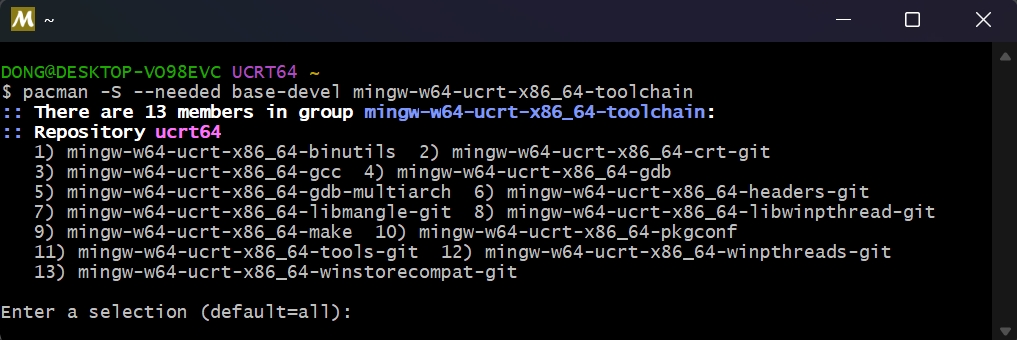 M ~
DONG@DESKTOP-VO98EVC UCRT64 ~
$ pacman -S --needed base-devel mingw-w64-ucrt-x86_64-toolchain
:: There are 13 members in group mingw-w64-ucrt-x86_64-toolchain:
:: Repository ucrt64
   1) mingw-w64-ucrt-x86_64-binutils  2) mingw-w64-ucrt-x86_64-crt-git
   3) mingw-w64-ucrt-x86_64-gcc  4) mingw-w64-ucrt-x86_64-gdb
   5) mingw-w64-ucrt-x86_64-gdb-multiarch  6) mingw-w64-ucrt-x86_64-headers-git
   7) mingw-w64-ucrt-x86_64-libmangle-git  8) mingw-w64-ucrt-x86_64-libwinpthread-git
   9) mingw-w64-ucrt-x86_64-make  10) mingw-w64-ucrt-x86_64-pkgconf
   11) mingw-w64-ucrt-x86_64-tools-git  12) mingw-w64-ucrt-x86_64-winpthreads-git
   13) mingw-w64-ucrt-x86_64-winstorecompat-git
Enter a selection (default=all):